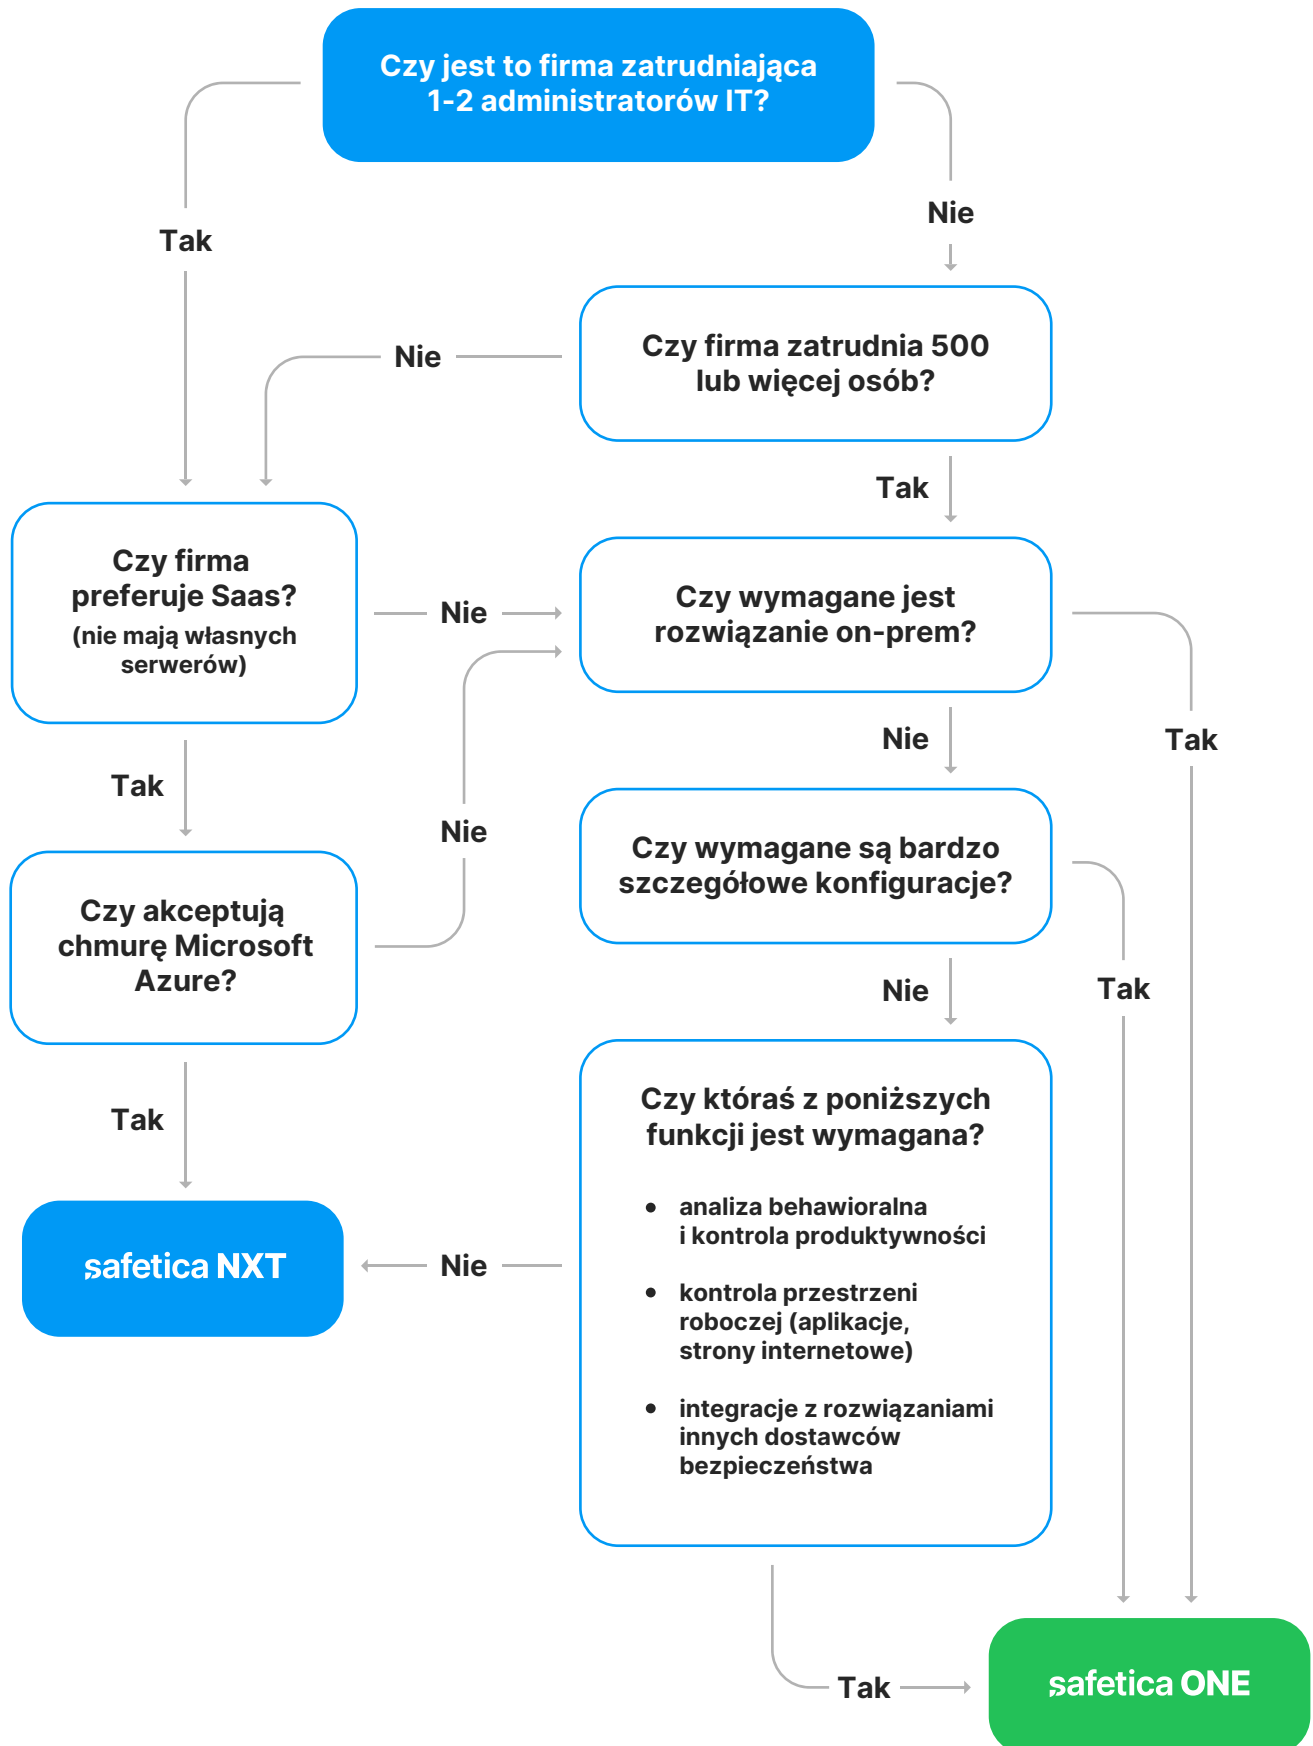 Czy jest to firma zatrudniająca
1-2 administratorów IT?
Tak
Nie
Czy firma zatrudnia 500
lub więcej osób?
Nie
Tak
Czy firma
preferuje Saas?
(nie mają własnych
serwerów)
Nie
Czy wymagane jest
rozwiązanie on-prem?
Tak
Nie
Tak
Nie
Czy wymagane są bardzo
szczegółowe konfiguracje?
Czy akceptują
chmurę Microsoft
Azure?
Nie
Tak
Tak
Czy któraś z poniższych
funkcji jest wymagana?
• analiza behawioralna
i kontrola produktywności
• kontrola przestrzeni
roboczej (aplikacje,
strony internetowe)
• integracje z rozwiązaniami
innych dostawców
bezpieczeństwa
Nie
safetica NXT
Tak
safetica ONE